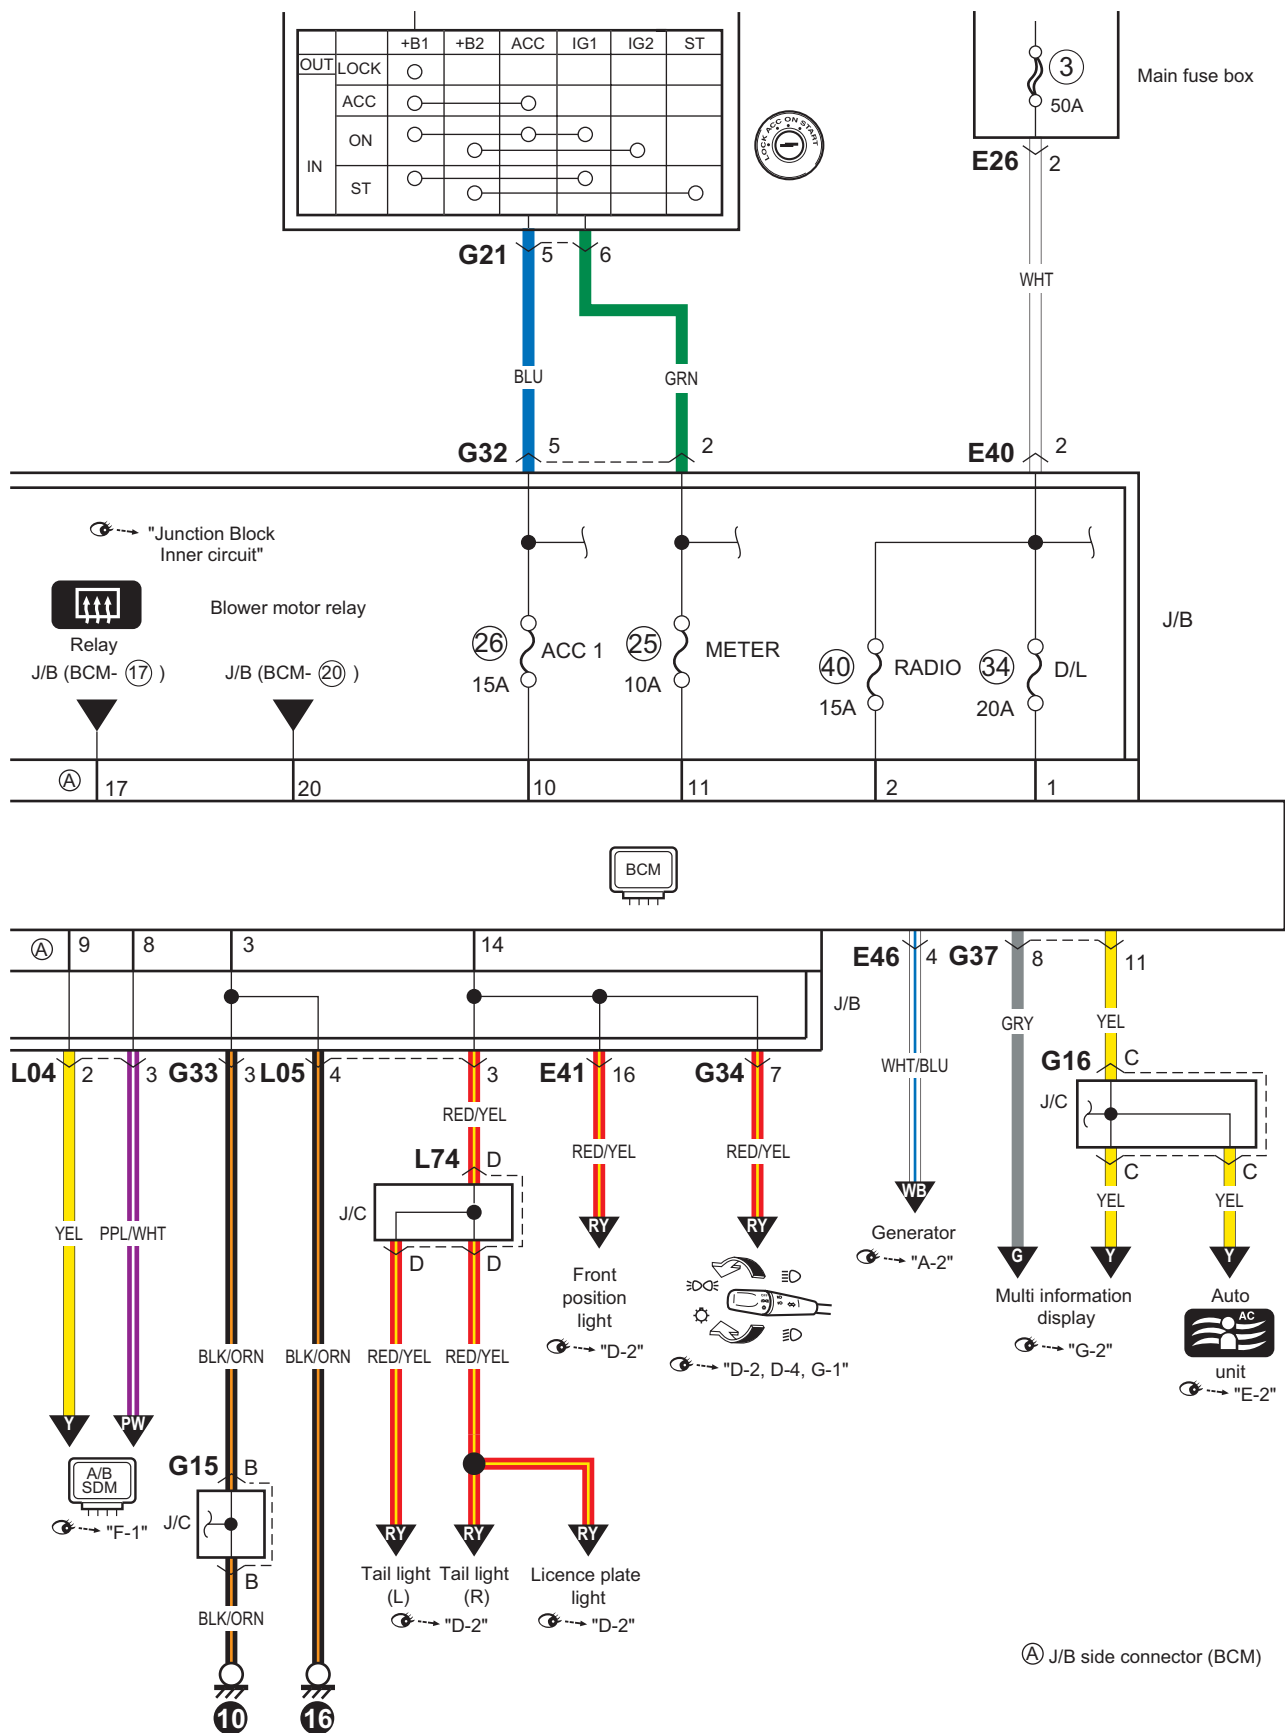 +B1 +B2 ACC IG1 IG2 ST
OUT LOCK
ACC
ON
IN
ST
LOCK ACC ON START
3
50A
Main fuse box
E26 2
G21 5 6
WHT
BLU GRN
G32 5 2 E40 2
"Junction Block
Inner circuit"
Relay
J/B (BCM- 17 )
Blower motor relay
J/B (BCM- 20 )
26 ACC 1
15A
25 METER
10A
40 RADIO
15A
34 D/L
20A
J/B
A 17 20 10 11 2 1
BCM
A 9 8 3 14
J/B
E46 4 G37 8 11
GRY YEL
WHT/BLU
L04 2 3 G33 3 L05 4 3 E41 16 G34 7
G16 C
J/C
C C
YEL YEL
RED/YEL
L74 D
J/C
D D
RED/YEL RED/YEL
YEL PPL/WHT
RY RY
WB
Generator
"A-2"
G Y Y
Multi information
display
"G-2"
Auto
AC
unit
"E-2"
Front
position
light
"D-2"
"D-2, D-4, G-1"
BLK/ORN BLK/ORN RED/YEL RED/YEL
Y PW
A/B
SDM
"F-1"
G15 B
J/C
B
BLK/ORN
RY RY RY
Tail light
(L)
Tail light
(R)
"D-2"
Licence plate
light
"D-2"
10 16
A J/B side connector (BCM)